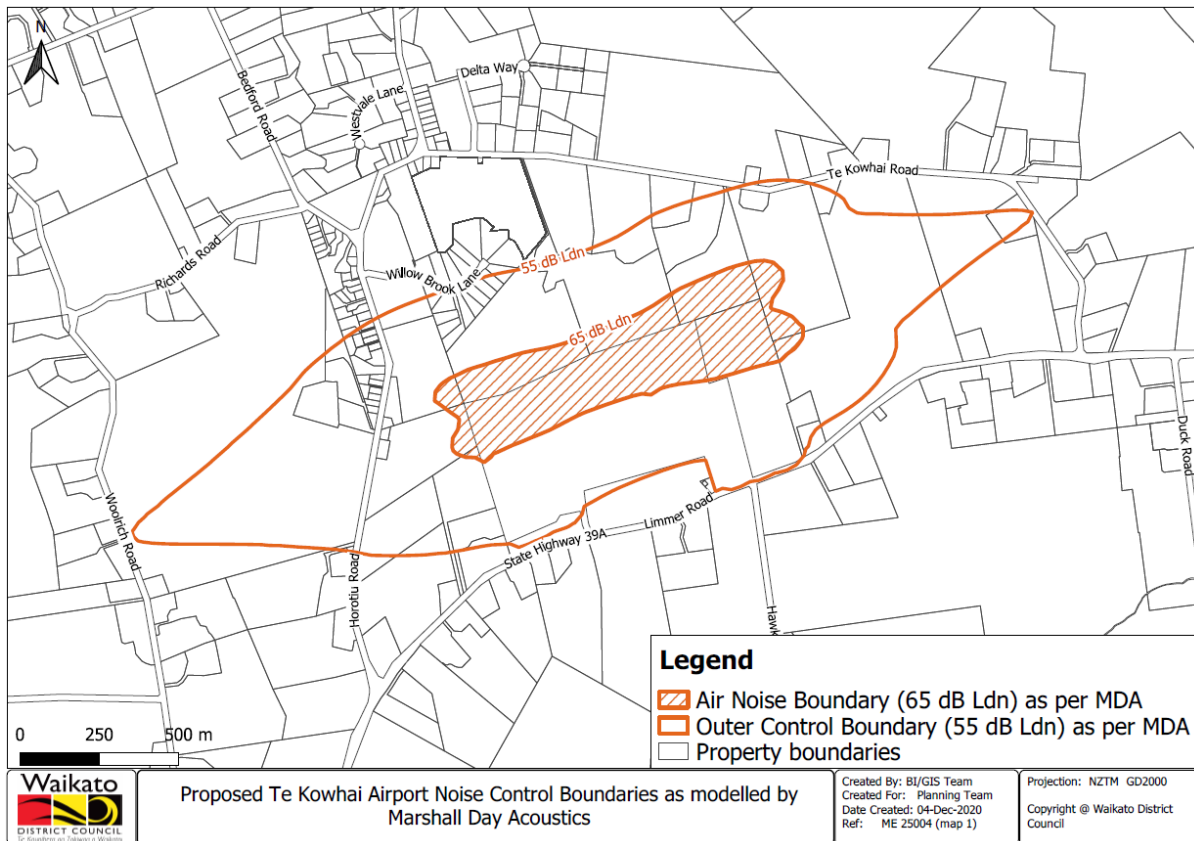 N
Bedford Road
Westvale Lane
Delta Way
Te Kowhai Road
Richards Road
Willow Brook Lane
55 dB Ldn
65 dB Ldn
Woolrich Road
Horotiu Road
State Highway 39A
Limmer Road
Duck Road
Hawk
0 250 500 m
Legend
Air Noise Boundary (65 dB Ldn) as per MDA
Outer Control Boundary (55 dB Ldn) as per MDA
Property boundaries
Waikato
DISTRICT COUNCIL
Te Kaunihera aa Takiwaa o Waikato
Proposed Te Kowhai Airport Noise Control Boundaries as modelled by
Marshall Day Acoustics
Created By: BI/GIS Team
Created For: Planning Team
Date Created: 04-Dec-2020
Ref: ME 25004 (map 1)
Projection: NZTM GD2000
Copyright @ Waikato District
Council